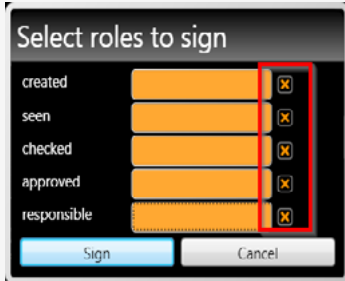 Select roles to sign
created
seen
checked
approved
responsible
Sign Cancel